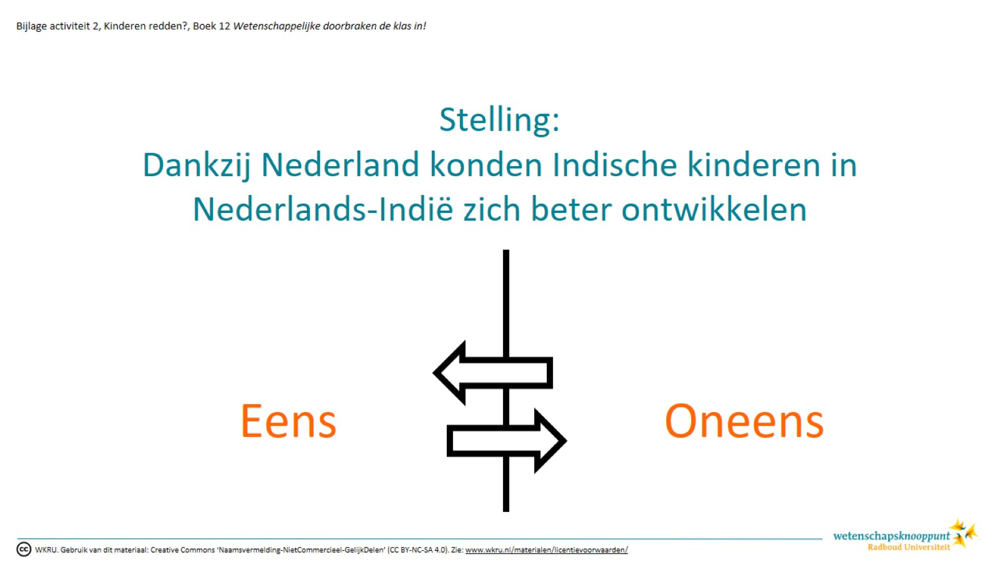 Bijlage activiteit 2, Kinderen redden?, Boek 12 Wetenschappelijke doorbraken de klas in!
Stelling:
Dankzij Nederland konden Indische kinderen in
Nederlands-Indië zich beter ontwikkelen
Eens
Oneens
wetenschapsknooppunt
Radboud Universiteit
cc WKRU. Gebruik van dit materiaal: Creative Commons ‘Naamsvermelding-NietCommercieel-GelijkDelen’ (CC BY-NC-SA 4.0). Zie: www.wkru.nl/materialen/licentievoorwaarden/